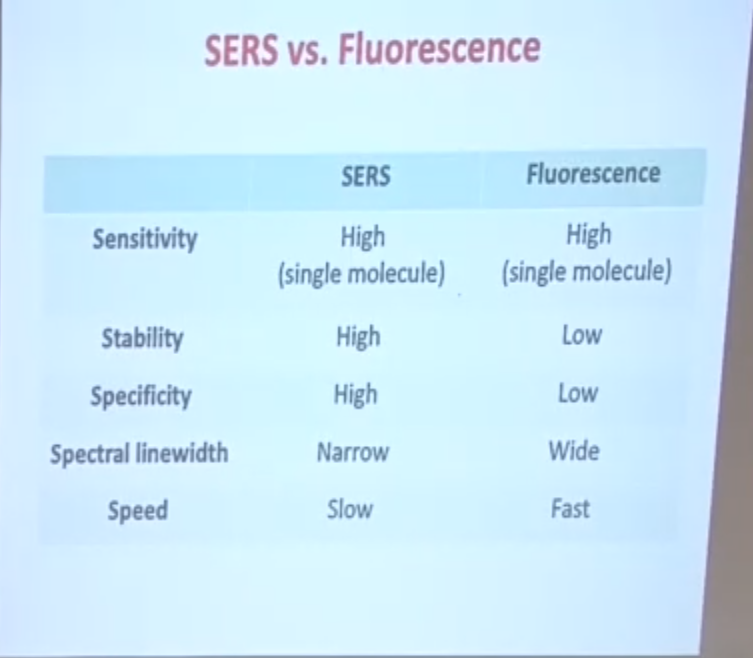 SERS vs. Fluorescence
SERS Fluorescence
Sensitivity High High
(single molecule) (single molecule)
Stability High Low
Specificity High Low
Spectral linewidth Narrow Wide
Speed Slow Fast